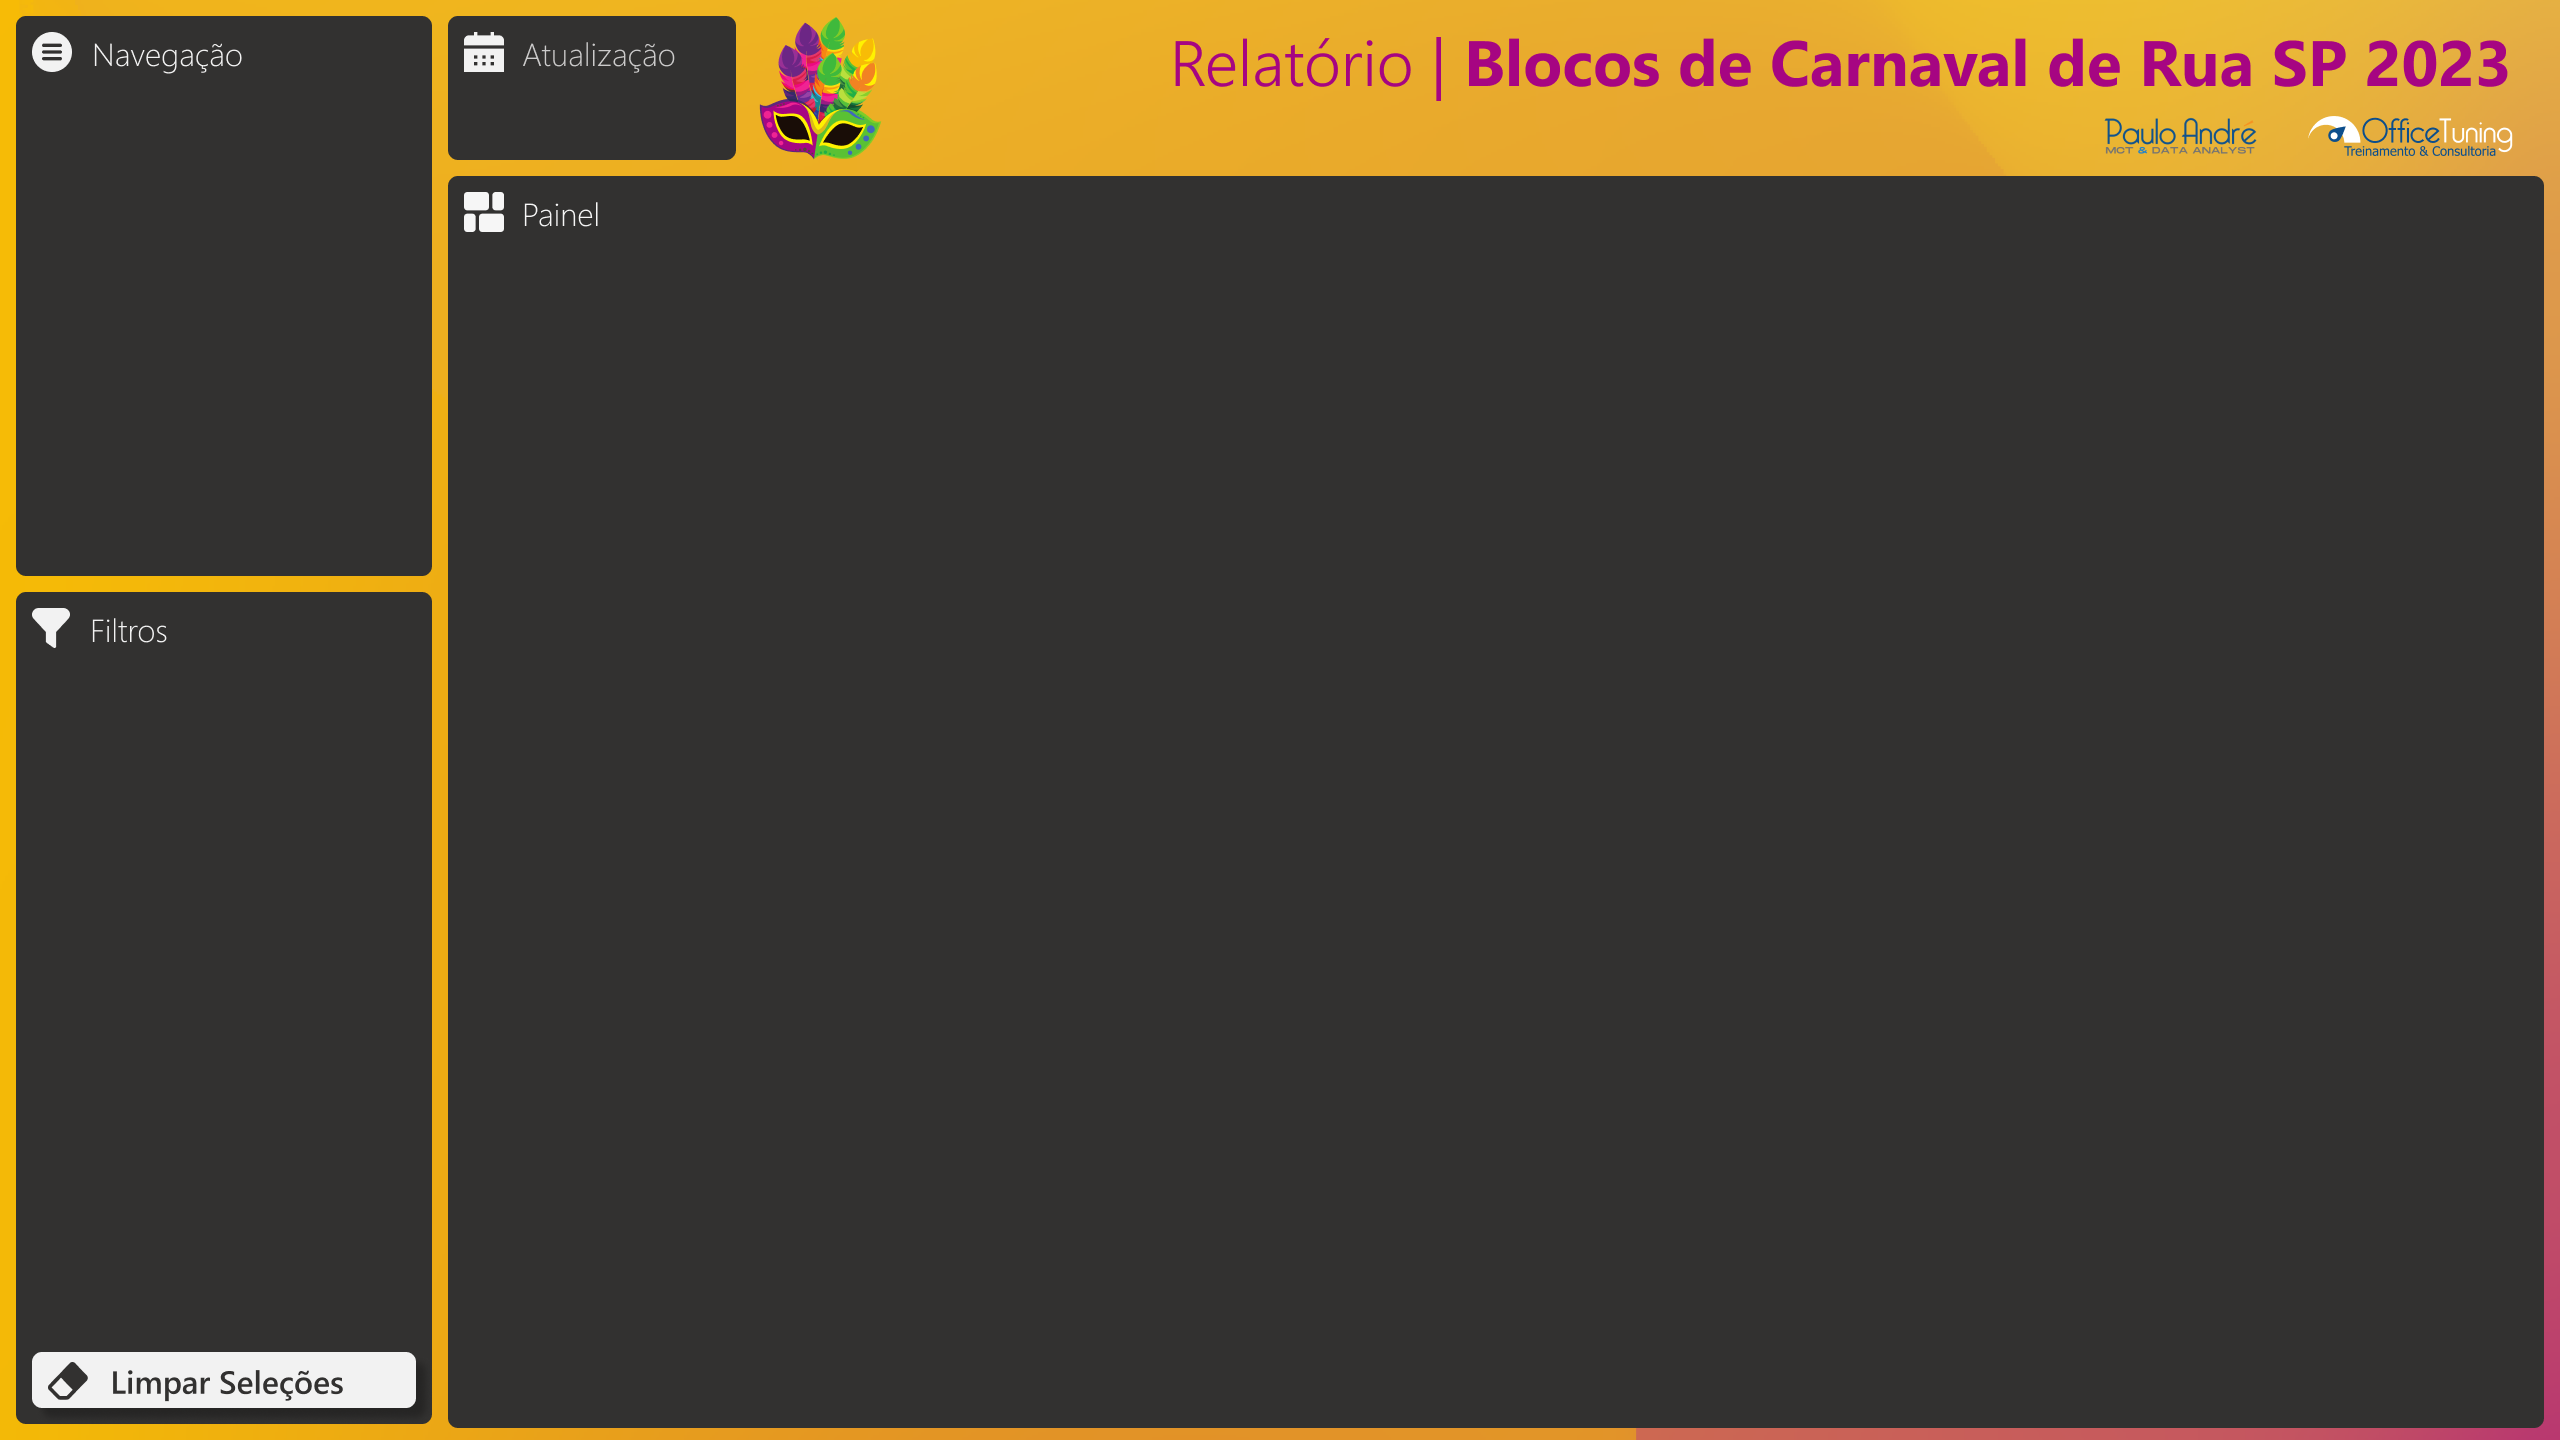 Navegação
Atualização
Relatório | Blocos de Carnaval de Rua SP 2023
Paulo André
MCT & DATA ANALYST
OfficeTuning
Treinamento & Consultoria
Painel
Filtros
Limpar Seleções